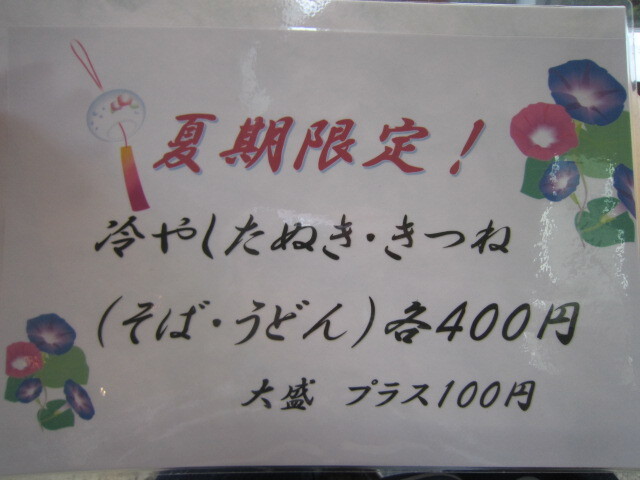 夏期限定！
冷やしたぬき・きつね
（そば・うどん）各400円
大盛　プラス100円